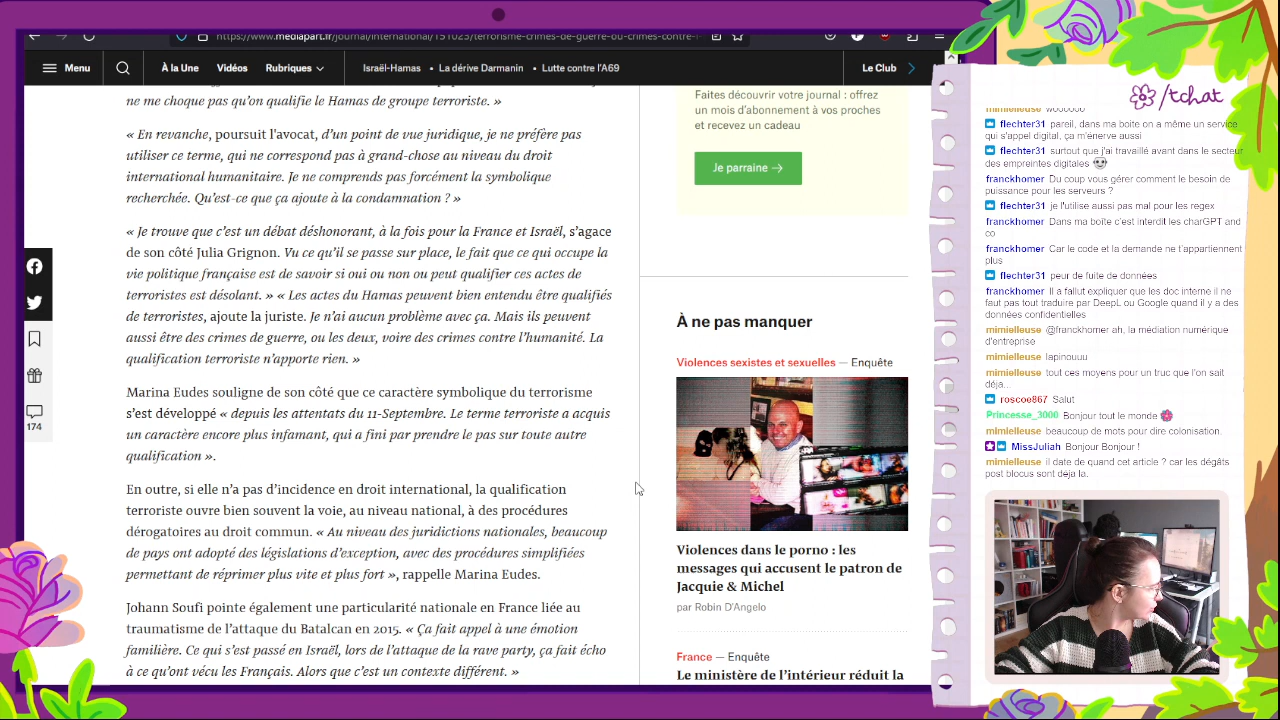 https://www.mediapart.fr/journal/international/151023/terrorisme-crimes-de-guerre-ou-crimes-contre-l
Menu
À la Une
Vidéos
aël-Hamas
La dérive Darmanin
Lutte contre l'A69
Le Club
ne me choque pas qu'on qualifie le Hamas de groupe terroriste. »
« En revanche, poursuit l'avocat, d'un point de vue juridique, je ne préfère pas
utiliser ce terme, qui ne correspond pas à grand-chose au niveau du droit
international humanitaire. Je ne comprends pas forcément la symbolique
recherchée. Qu'est-ce que ça ajoute à la condamnation ? »
« Je trouve que c'est un débat déshonorant, à la fois pour la France et Israël, s'agace
de son côté Julia Grignon. Vu ce qu'il se passe sur place, le fait que ce qui occupe la
vie politique française est de savoir si oui ou non on peut qualifier ces actes de
terroristes est désolant. » « Les actes du Hamas peuvent bien entendu être qualifiés
de terroristes, ajoute la juriste. Je n'ai aucun problème avec ça. Mais ils peuvent
aussi être des crimes de guerre, ou les deux, voire des crimes contre l'humanité. La
qualification terroriste n'apporte rien. »
Marina Eudes souligne de son côté que ce caractère symbolique du terrorisme
s'est développé « depuis les attentats du 11-Septembre. Le terme terroriste a acquis
un caractère encore plus infamant, qui a fini par prendre le pas sur toute autre
qualification ».
En outre, si elle n'a pas d'incidence en droit international, la qualification
terroriste ouvre bien souvent la voie, au niveau national, à des procédures
dérogatoires au droit commun. « Au niveau des juridictions nationales, beaucoup
de pays ont adopté des législations d'exception, avec des procédures simplifiées
permettant de réprimer plus vite et plus fort », rappelle Marina Eudes.
Johann Soufi pointe également une particularité nationale en France liée au
traumatisme de l'attaque du Bataclan en 2015. « Ça fait appel à une émotion
familière. Ce qui s'est passé en Israël, lors de l'attaque de la rave party, ça fait écho
à ce qu'ont vécu les Français. Alors que c'est un contexte différent. »
174
Faites découvrir votre journal : offrez
un mois d'abonnement à vos proches
et recevez un cadeau
Je parraine →
À ne pas manquer
Violences sexistes et sexuelles — Enquête
Violences dans le porno : les
messages qui accusent le patron de
Jacquie & Michel
par Robin D'Angelo
France — Enquête
Le ministère de l'intérieur réduit la
/tchat
mimielleuse wooooo
flechter31 pareil, dans ma boite on a même un service
qui s'appel digital, ça m'énerve aussi
flechter31 surtout que j'ai travaillé avant dans le secteur
des empreintes digitales
franckhomer Du coup vous gérer comment le besoin de
puissance pour les serveurs ?
flechter31 je l'utilise aussi pas mal pour les regex
franckhomer Dans ma boîte c'est interdit les charGPT and
co
franckhomer Car le code et la demande ne t'appartiennent
plus
flechter31 peur de fuite de données
franckhomer Il a fallut expliquer que les doc interne il ne
faut pas tout traduire par DeepL ou Google quand il y a des
données confidentielles
mimielleuse @franckhomer ah, la médiation numérique
d'entreprise
mimielleuse lapinouuu
mimielleuse tout ces moyens pour un truc que l'on sait
déja...
roscoe867 Salut
Princesse_3000 Bonjour tout le monde
mimielleuse beaucoup de mots pour dire colonisation.
MissJuliah Bonjour Bonjour !
mimielleuse il date de quand cet article ? car les dégâts
post blocus sont déja la.